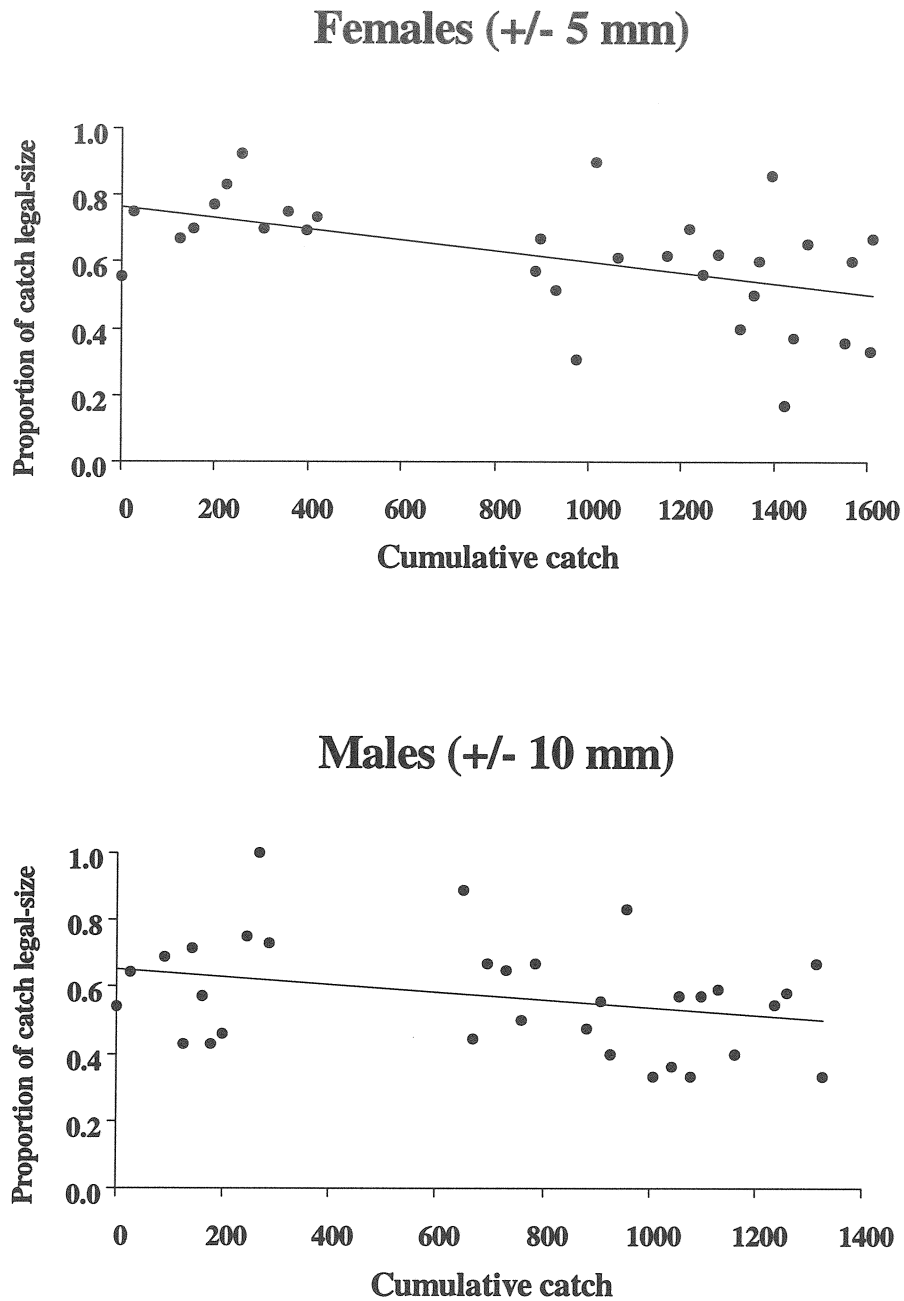 Females (+/- 5 mm)
Proportion of catch legal-size
1.0
0.8
0.6
0.4
0.2
0.0
0 200 400 600 800 1000 1200 1400 1600
Cumulative catch
Males (+/- 10 mm)
Proportion of catch legal-size
1.0
0.8
0.6
0.4
0.2
0.0
0 200 400 600 800 1000 1200 1400
Cumulative catch